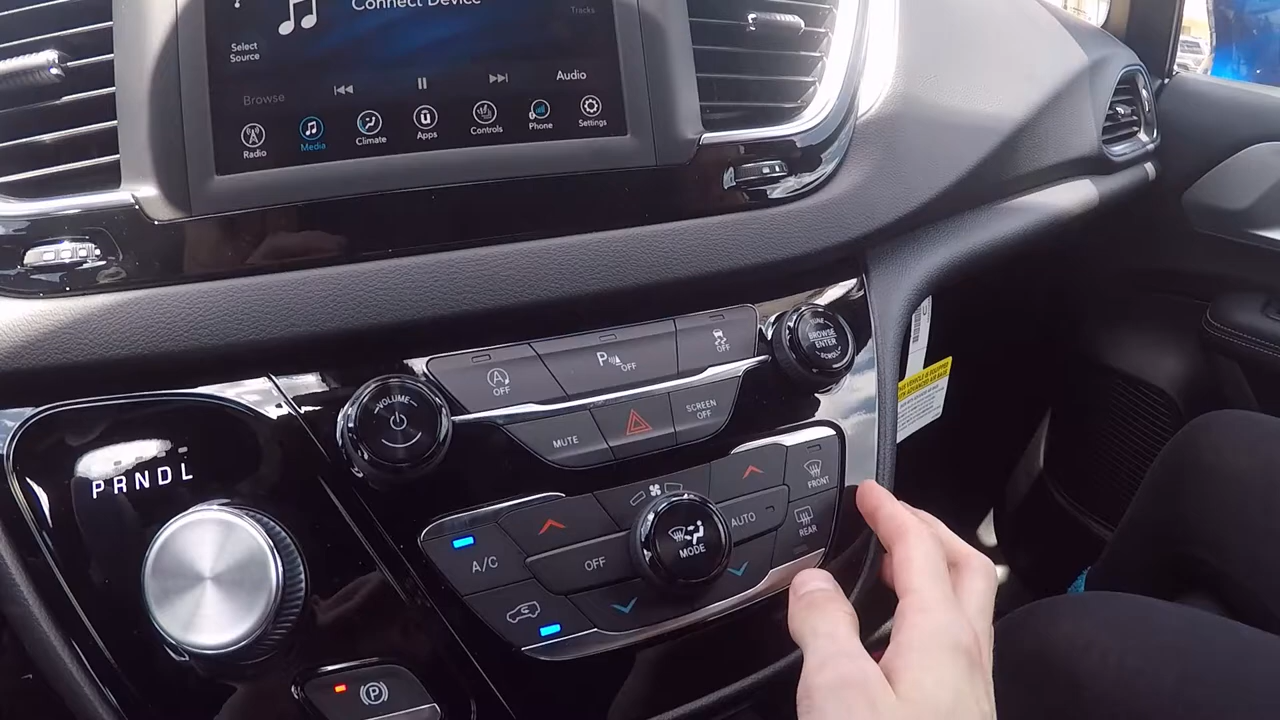 Connect Device
Tracks
Select
Source
Browse
Audio
Radio
Media
Climate
Apps
Controls
Phone
Settings
OFF
P OFF
OFF
TUNE
BROWSE
ENTER
SCROLL
VOLUME
MUTE
SCREEN
OFF
PRNDL
FRONT
A/C
OFF
MODE
AUTO
REAR
P